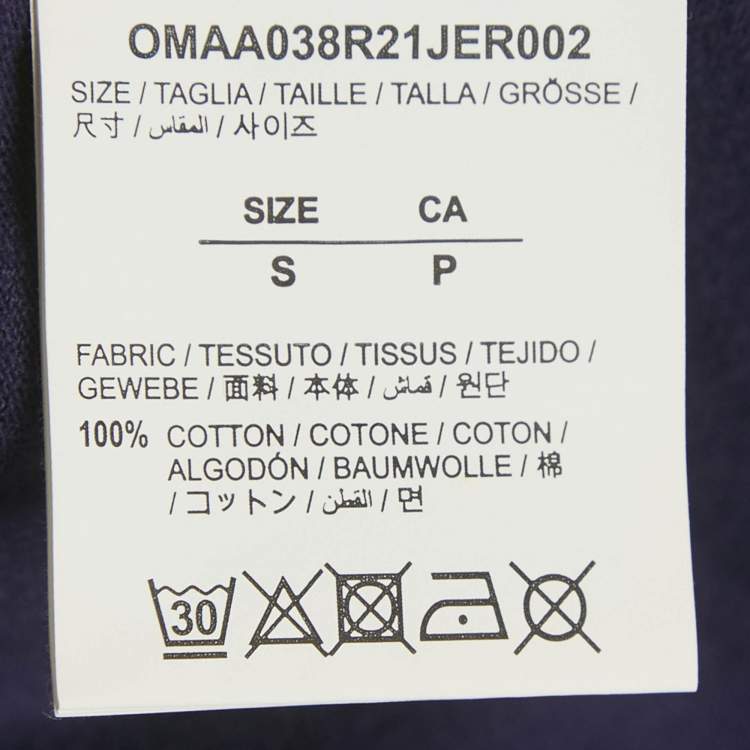 OMAA038R21JER002
SIZE / TAGLIA / TAILLE / TALLA / GRÖSSE /
尺寸 / المقاس / 사이즈
SIZE CA
S P
FABRIC / TESSUTO / TISSUS / TEJIDO /
GEWEBE / 面料 / 本体 / قماش / 원단
100% COTTON / COTONE / COTON /
ALGODÓN / BAUMWOLLE / 棉
/ コットン / القطن / 면
30